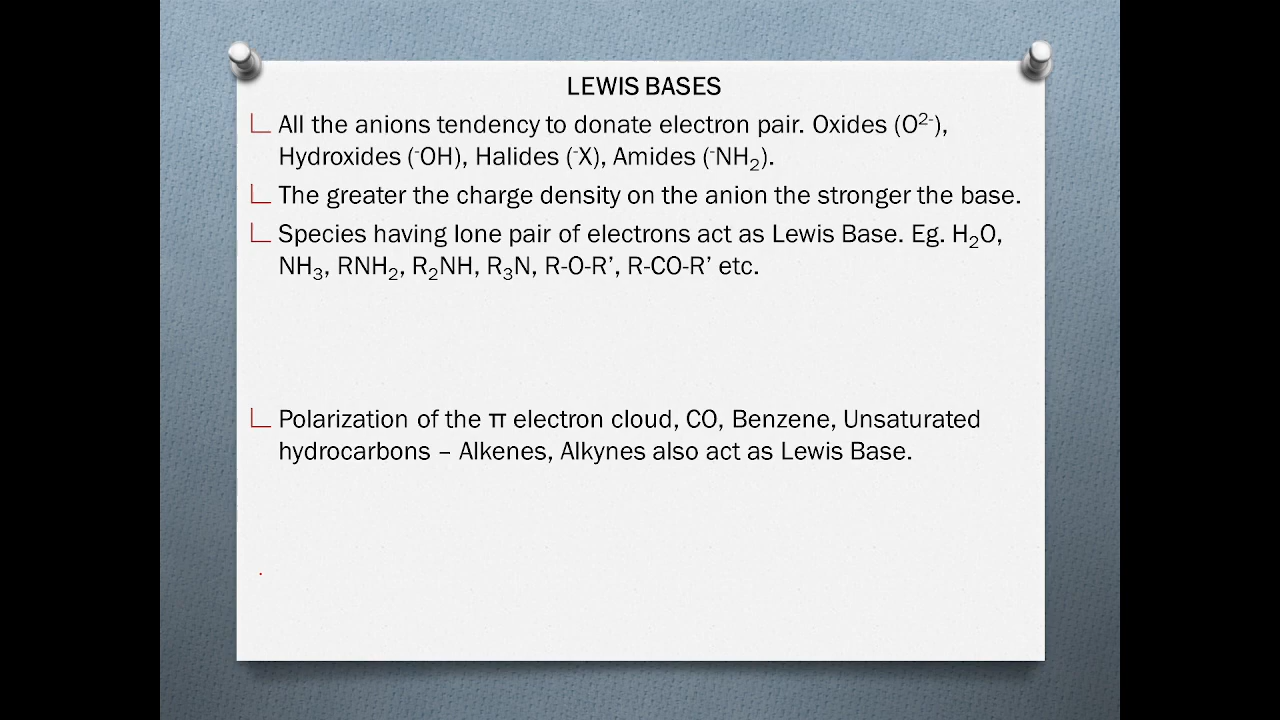 LEWIS BASES
All the anions tendency to donate electron pair. Oxides (O²⁻),
Hydroxides (⁻OH), Halides (⁻X), Amides (⁻NH₂).
The greater the charge density on the anion the stronger the base.
Species having lone pair of electrons act as Lewis Base. Eg. H₂O,
NH₃, RNH₂, R₂NH, R₃N, R-O-R’, R-CO-R’ etc.
Polarization of the π electron cloud, CO, Benzene, Unsaturated
hydrocarbons – Alkenes, Alkynes also act as Lewis Base.